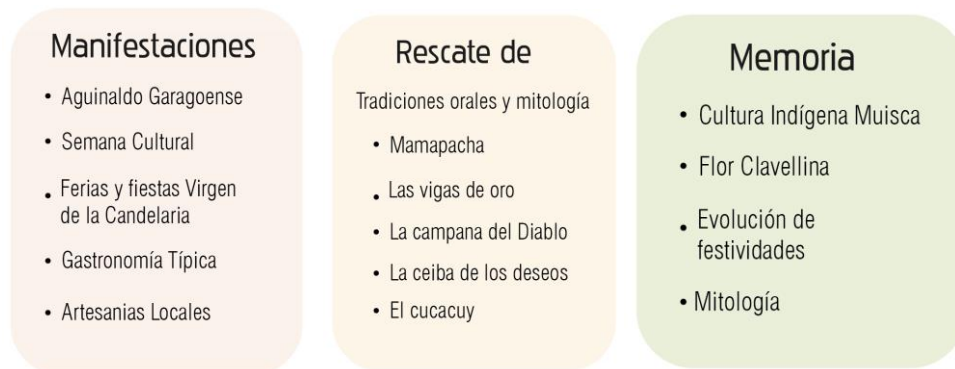 Manifestaciones
• Aguinaldo Garagoense
• Semana Cultural
• Ferias y fiestas Virgen
de la Candelaria
• Gastronomía Típica
• Artesanias Locales
Rescate de
Tradiciones orales y mitología
• Mamapacha
• Las vigas de oro
• La campana del Diablo
• La ceiba de los deseos
• El cucacuy
Memoria
• Cultura Indígena Muisca
• Flor Clavellina
• Evolución de
festividades
• Mitología